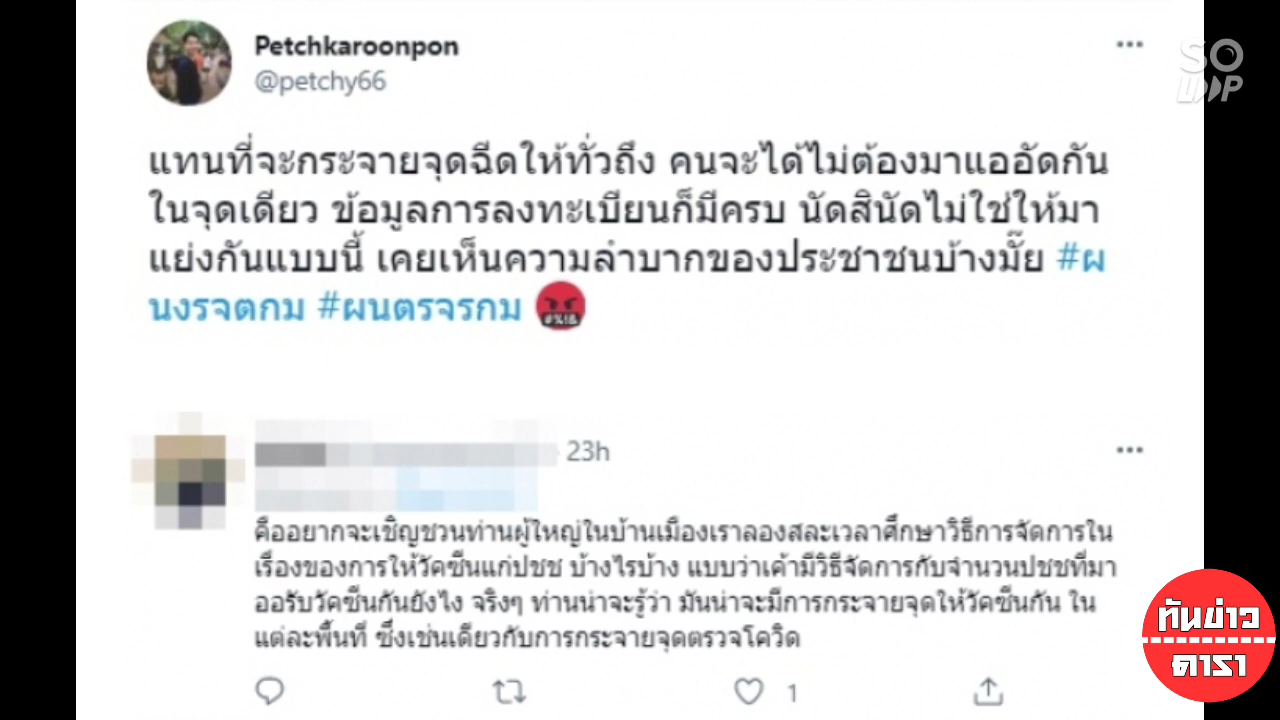 Petchkaroonpon
@petchy66
SO
แทนที่จะกระจายจุดฉีดให้ทั่วถึง คนจะได้ไม่ต้องมาแออัดกัน
ในจุดเดียว ข้อมูลการลงทะเบียนก็มีครบ นัดสินัดไม่ใช่ให้มา
แย่งกันแบบนี้ เคยเห็นความลำบากของประชาชนบ้างมั๊ย #ผ
นงรจตกม #ผนตรจรกม
23h
คืออยากจะเชิญชวนท่านผู้ใหญ่ในบ้านเมืองเราลองสละเวลาศึกษาวิธีการจัดการใน
เรื่องของการให้วัคซีนแก่ปชช บ้างไรบ้าง แบบว่าเค้ามีวิธีจัดการกับจำนวนปชชที่มา
ออรับวัคซีนกันยังไง จริงๆ ท่านน่าจะรู้ว่า มันน่าจะมีการกระจายจุดให้วัคซีนกัน ใน
แต่ละพื้นที่ ซึ่งเช่นเดียวกับการกระจายจุดตรวจโควิด
1
ทันข่าว
ดารา